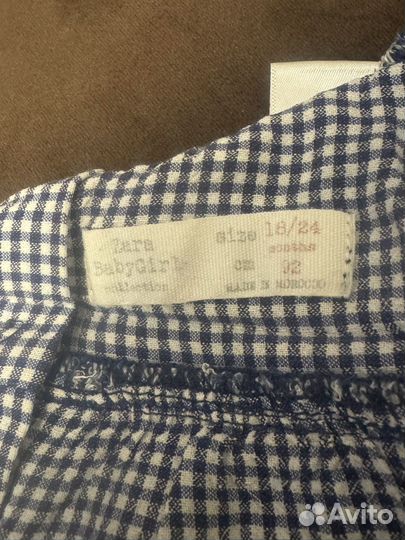 Zara
BabyGirl
collection
size 18/24
months
cm 92
MADE IN MOROCCO
Avito